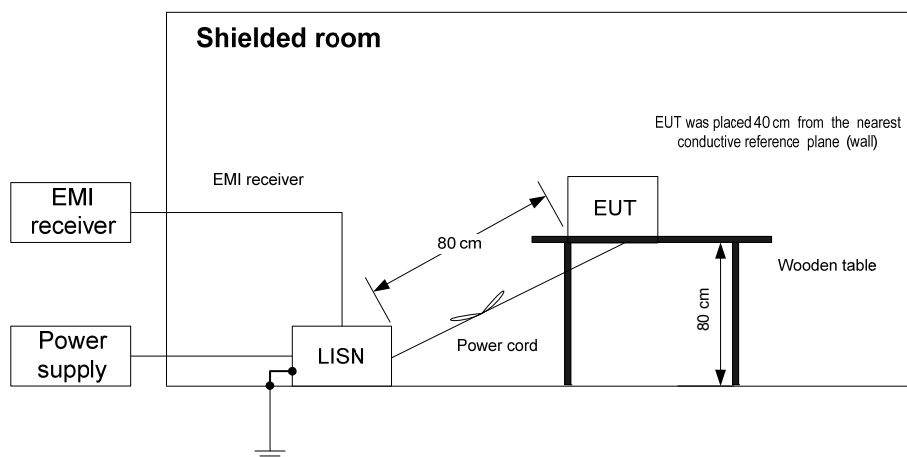 Shielded room
EUT was placed 40 cm from the nearest
conductive reference plane (wall)
EMI receiver
EMI
receiver
EUT
80 cm
Wooden table
80 cm
Power
supply
LISN
Power cord